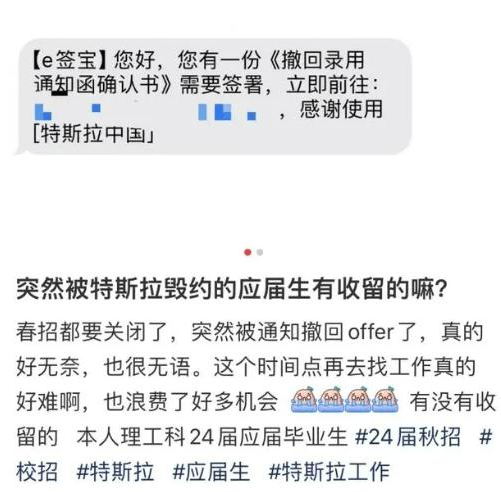 【e签宝】您好，您有一份《撤回录用
通知函确认书》需要签署，立即前往：
，感谢使用
[特斯拉中国」
突然被特斯拉毁约的应届生有收留的嘛？
春招都要关闭了，突然被通知撤回offer了，真的
好无奈，也很无语。这个时间点再去找工作真的
好难啊，也浪费了好多机会 有没有收
留的 本人理工科24届应届毕业生 #24届秋招 #
校招 #特斯拉 #应届生 #特斯拉工作